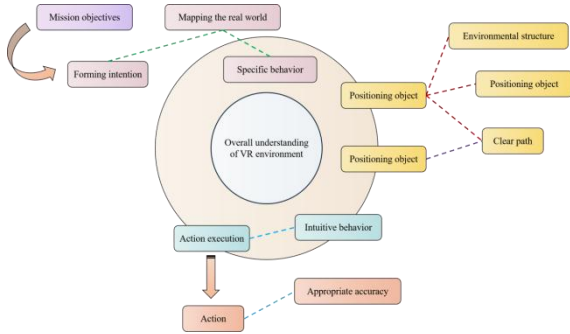 Mission objectives
Mapping the real world
Environmental structure
Forming intention
Specific behavior
Positioning object
Positioning object
Overall understanding
of VR environment
Clear path
Positioning object
Intuitive behavior
Action execution
Appropriate accuracy
Action